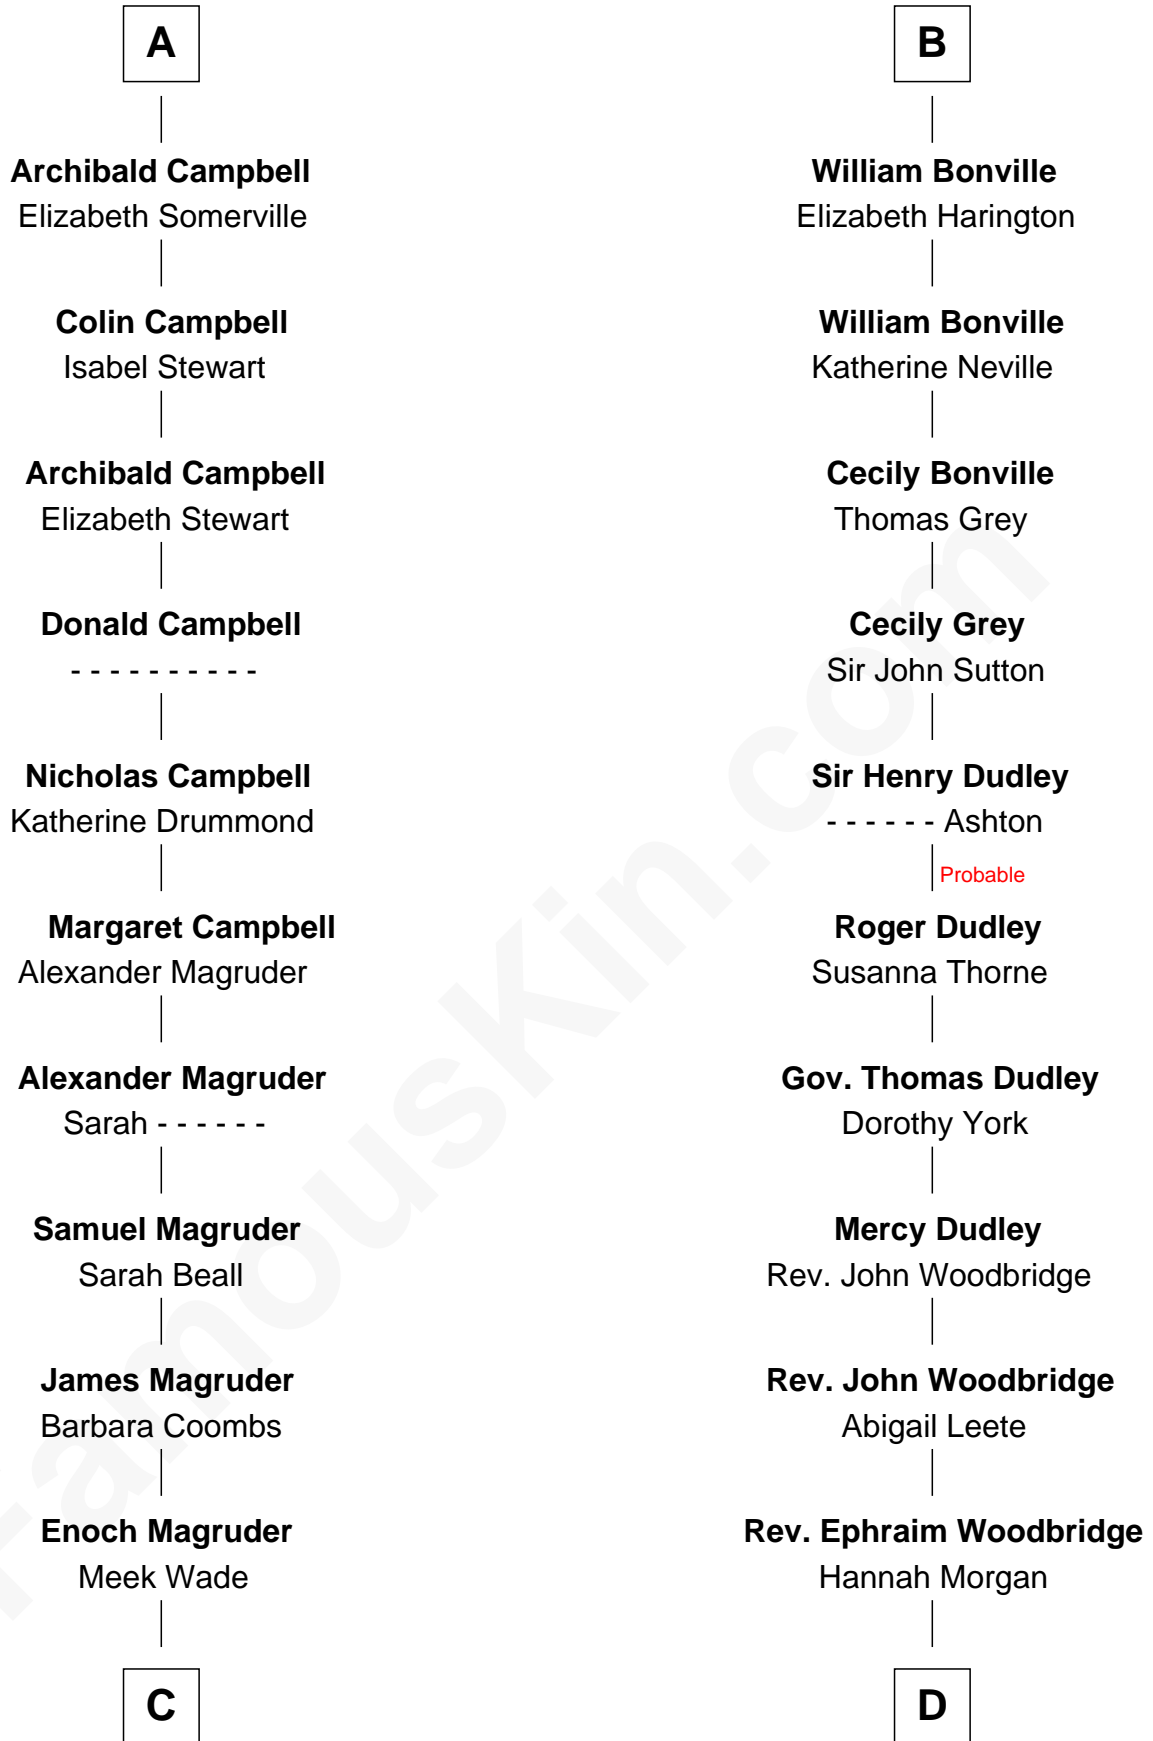 A
Archibald Campbell
Elizabeth Somerville
Colin Campbell
Isabel Stewart
Archibald Campbell
Elizabeth Stewart
Donald Campbell
- - - - - - - - - -
Nicholas Campbell
Katherine Drummond
Margaret Campbell
Alexander Magruder
Alexander Magruder
Sarah - - - - - -
Samuel Magruder
Sarah Beall
James Magruder
Barbara Coombs
Enoch Magruder
Meek Wade
C
B
William Bonville
Elizabeth Harington
William Bonville
Katherine Neville
Cecily Bonville
Thomas Grey
Cecily Grey
Sir John Sutton
Sir Henry Dudley
- - - - - - Ashton
Probable
Roger Dudley
Susanna Thorne
Gov. Thomas Dudley
Dorothy York
Mercy Dudley
Rev. John Woodbridge
Rev. John Woodbridge
Abigail Leete
Rev. Ephraim Woodbridge
Hannah Morgan
D
FamousKin.com